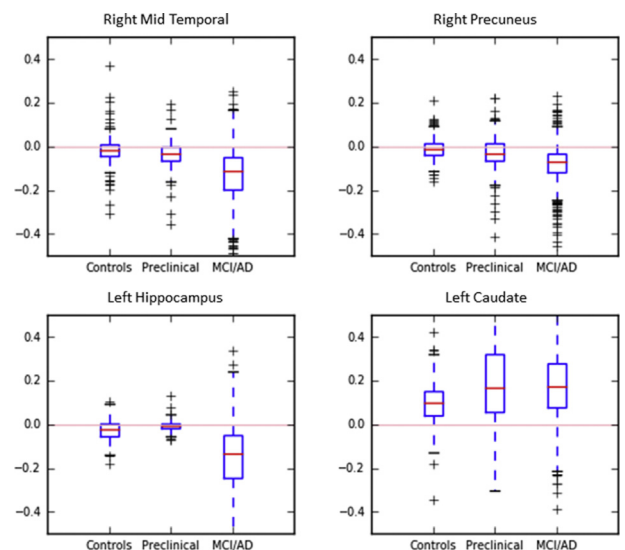 Right Mid Temporal
0.4
0.2
0.0
−0.2
−0.4
Controls Preclinical MCI/AD
Right Precuneus
0.4
0.2
0.0
−0.2
−0.4
Controls Preclinical MCI/AD
Left Hippocampus
0.4
0.2
0.0
−0.2
−0.4
Controls Preclinical MCI/AD
Left Caudate
0.4
0.2
0.0
−0.2
−0.4
Controls Preclinical MCI/AD